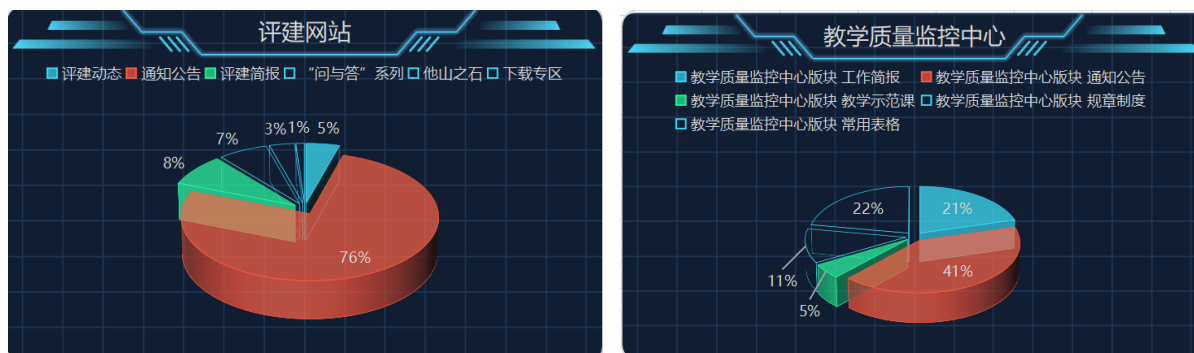 评建网站
评建动态 通知公告 评建简报 “问与答”系列 他山之石 下载专区
3% 1% 5%
7%
8%
76%
教学质量监控中心
教学质量监控中心版块 工作简报 教学质量监控中心版块 通知公告
教学质量监控中心版块 教学示范课 教学质量监控中心版块 规章制度
教学质量监控中心版块 常用表格
22% 21%
41%
11%
5%